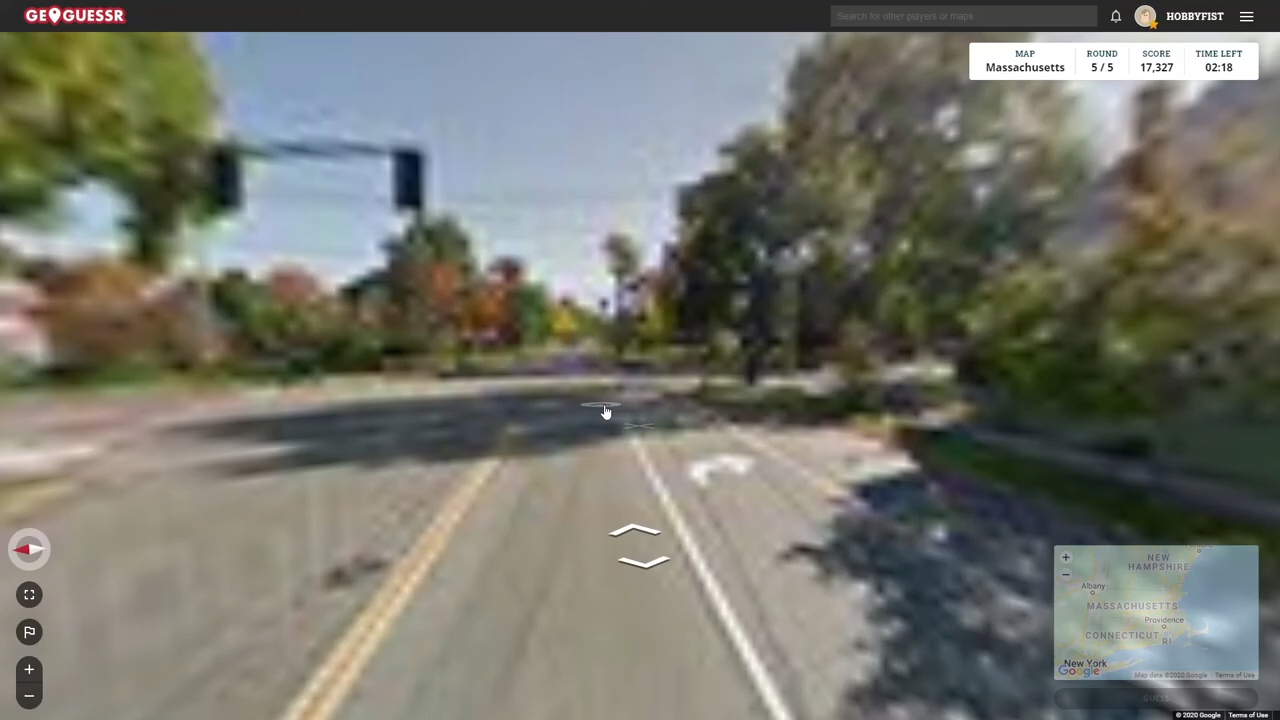 GEOGUESSR
Search for other players or maps
HOBBYFIST
MAP
Massachusetts
ROUND
5 / 5
SCORE
17,327
TIME LEFT
02:18
NEW
HAMPSHIRE
Albany
MASSACHUSETTS
Providence
CONNECTICUT
RI
New York
Google
Map data ©2020 Google
Terms of Use
GUESS
© 2020 Google
Terms of Use